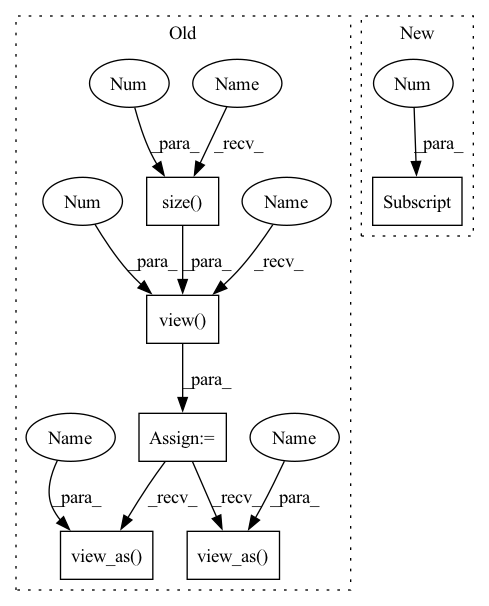 Old
New
Num
Name
Num
_para_
_recv_
_para_
Num
size()
Name
Subscript
_para_
_para_
_recv_
view()
_para_
Name
Assign:=
Name
_para_
_recv_
_recv_
_para_
view_as()
view_as()